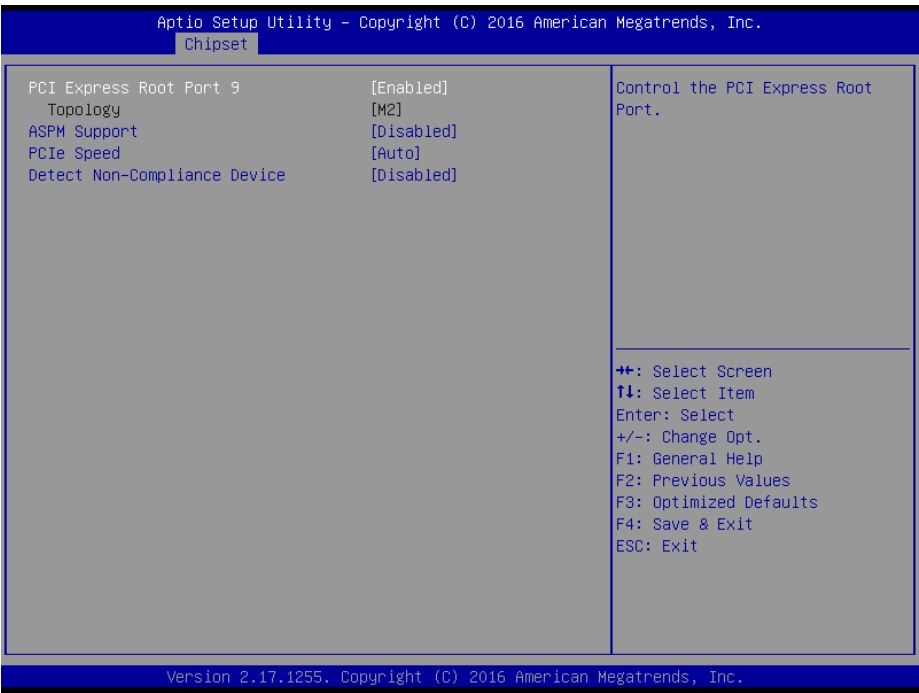 Aptio Setup Utility – Copyright (C) 2016 American Megatrends, Inc.
Chipset
PCI Express Root Port 9 [Enabled]
Topology [M2]
ASPM Support [Disabled]
PCIe Speed [Auto]
Detect Non-Compliance Device [Disabled]
Control the PCI Express Root
Port.
→←: Select Screen
↑↓: Select Item
Enter: Select
+/-: Change Opt.
F1: General Help
F2: Previous Values
F3: Optimized Defaults
F4: Save & Exit
ESC: Exit
Version 2.17.1255. Copyright (C) 2016 American Megatrends, Inc.